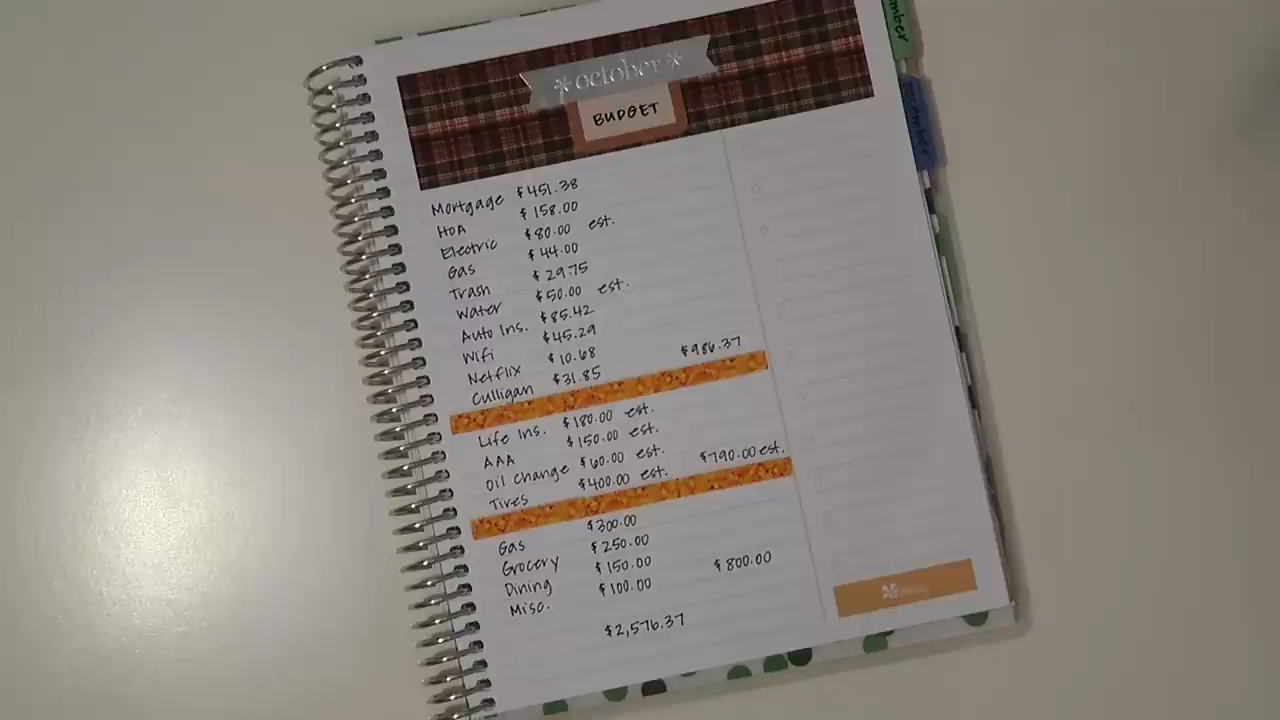 mber
ember
*october*
BUDGET
Mortgage $451.38
HOA $158.00
Electric $80.00 est.
Gas $44.00
Trash $29.75
Water $50.00 est.
Auto Ins. $85.42
Wifi $45.29
Netflix $10.68
Culligan $31.85 $986.37
Life Ins. $180.00 est.
AAA $150.00 est.
Oil Change $60.00 est.
Tires $400.00 est. $790.00 est.
Gas $300.00
Grocery $250.00
Dining $150.00
Misc. $100.00 $800.00
$2,576.37